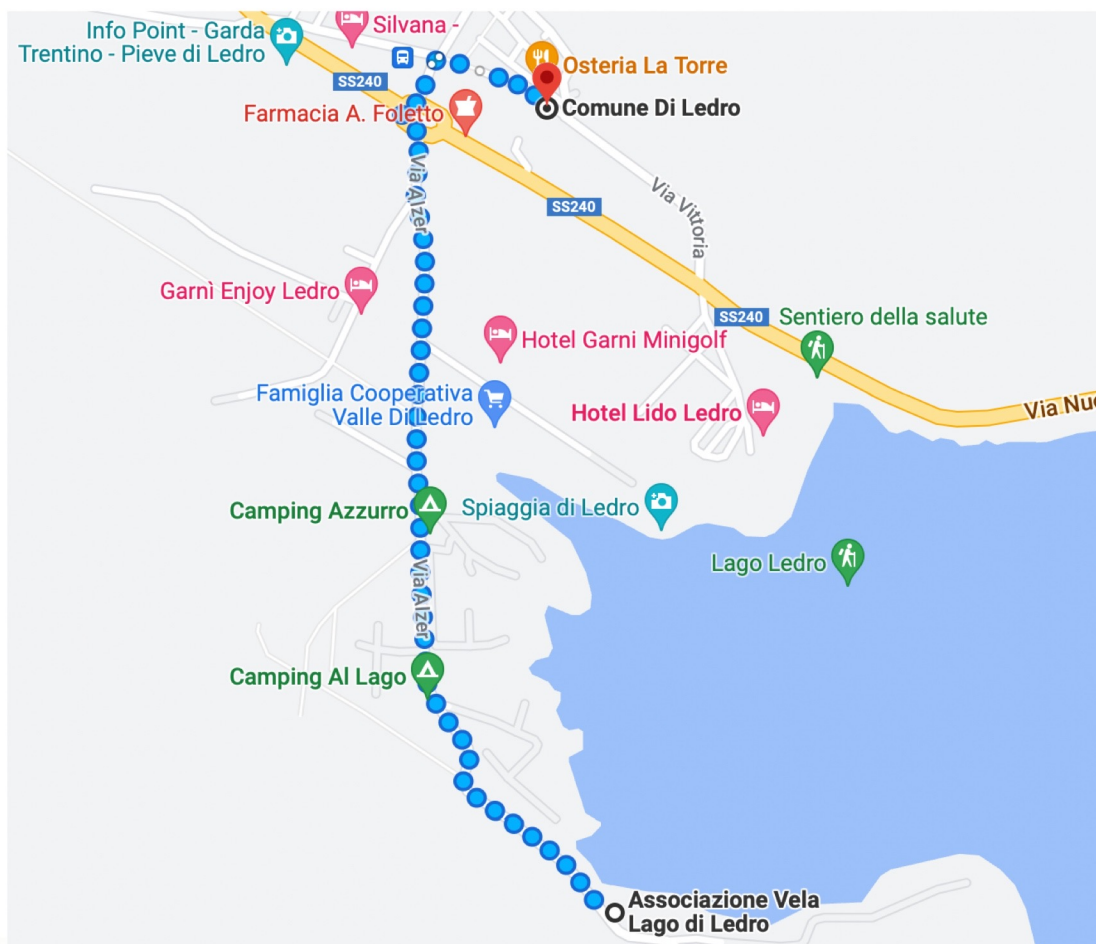 Silvana -
Info Point - Garda
Trentino - Pieve di Ledro
Osteria La Torre
SS240
Comune Di Ledro
Farmacia A. Foletto
Via Alzer
Via Vittoria
SS240
Garnì Enjoy Ledro
SS240
Sentiero della salute
Hotel Garni Minigolf
Famiglia Cooperativa
Valle Di Ledro
Hotel Lido Ledro
Via Nuo
Camping Azzurro
Spiaggia di Ledro
Lago Ledro
Via Alzer
Camping Al Lago
Associazione Vela
Lago di Ledro